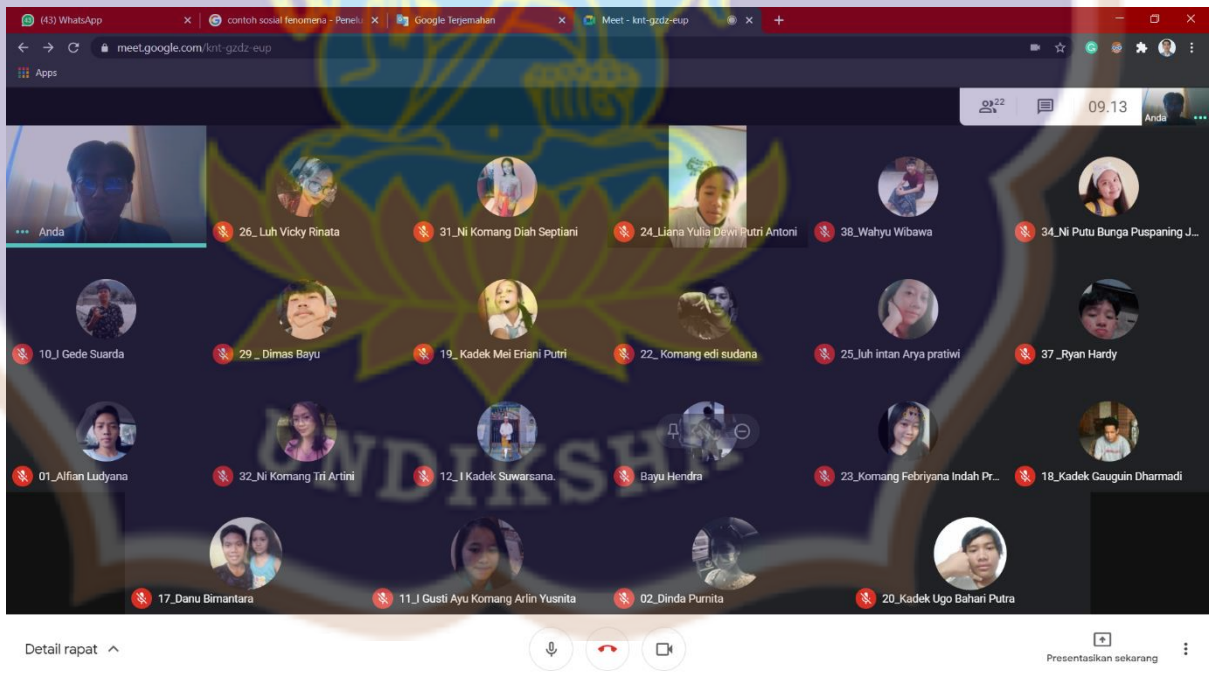 (43) WhatsApp
contoh sosial fenomena - Penelu
Google Terjemahan
Meet - knt-gzdz-eup
meet.google.com/knt-gzdz-eup
Apps
22
09.13
Anda
Anda
26_ Luh Vicky Rinata
31_Ni Komang Diah Septiani
24_Liana Yulia Dewi Putri Antoni
38_Wahyu Wibawa
34_Ni Putu Bunga Puspaning J...
10_I Gede Suarda
29 _ Dimas Bayu
19_ Kadek Mei Eriani Putri
22_ Komang edi sudana
25_luh intan Arya pratiwi
37 _Ryan Hardy
UNDIKSHA
01_Alfian Ludyana
32_Ni Komang Tri Artini
12_ I Kadek Suwarsana.
Bayu Hendra
23_Komang Febriyana Indah Pr...
18_Kadek Gauguin Dharmadi
17_Danu Bimantara
11_I Gusti Ayu Komang Arlin Yusnita
02_Dinda Purnita
20_Kadek Ugo Bahari Putra
Detail rapat
Presentasikan sekarang